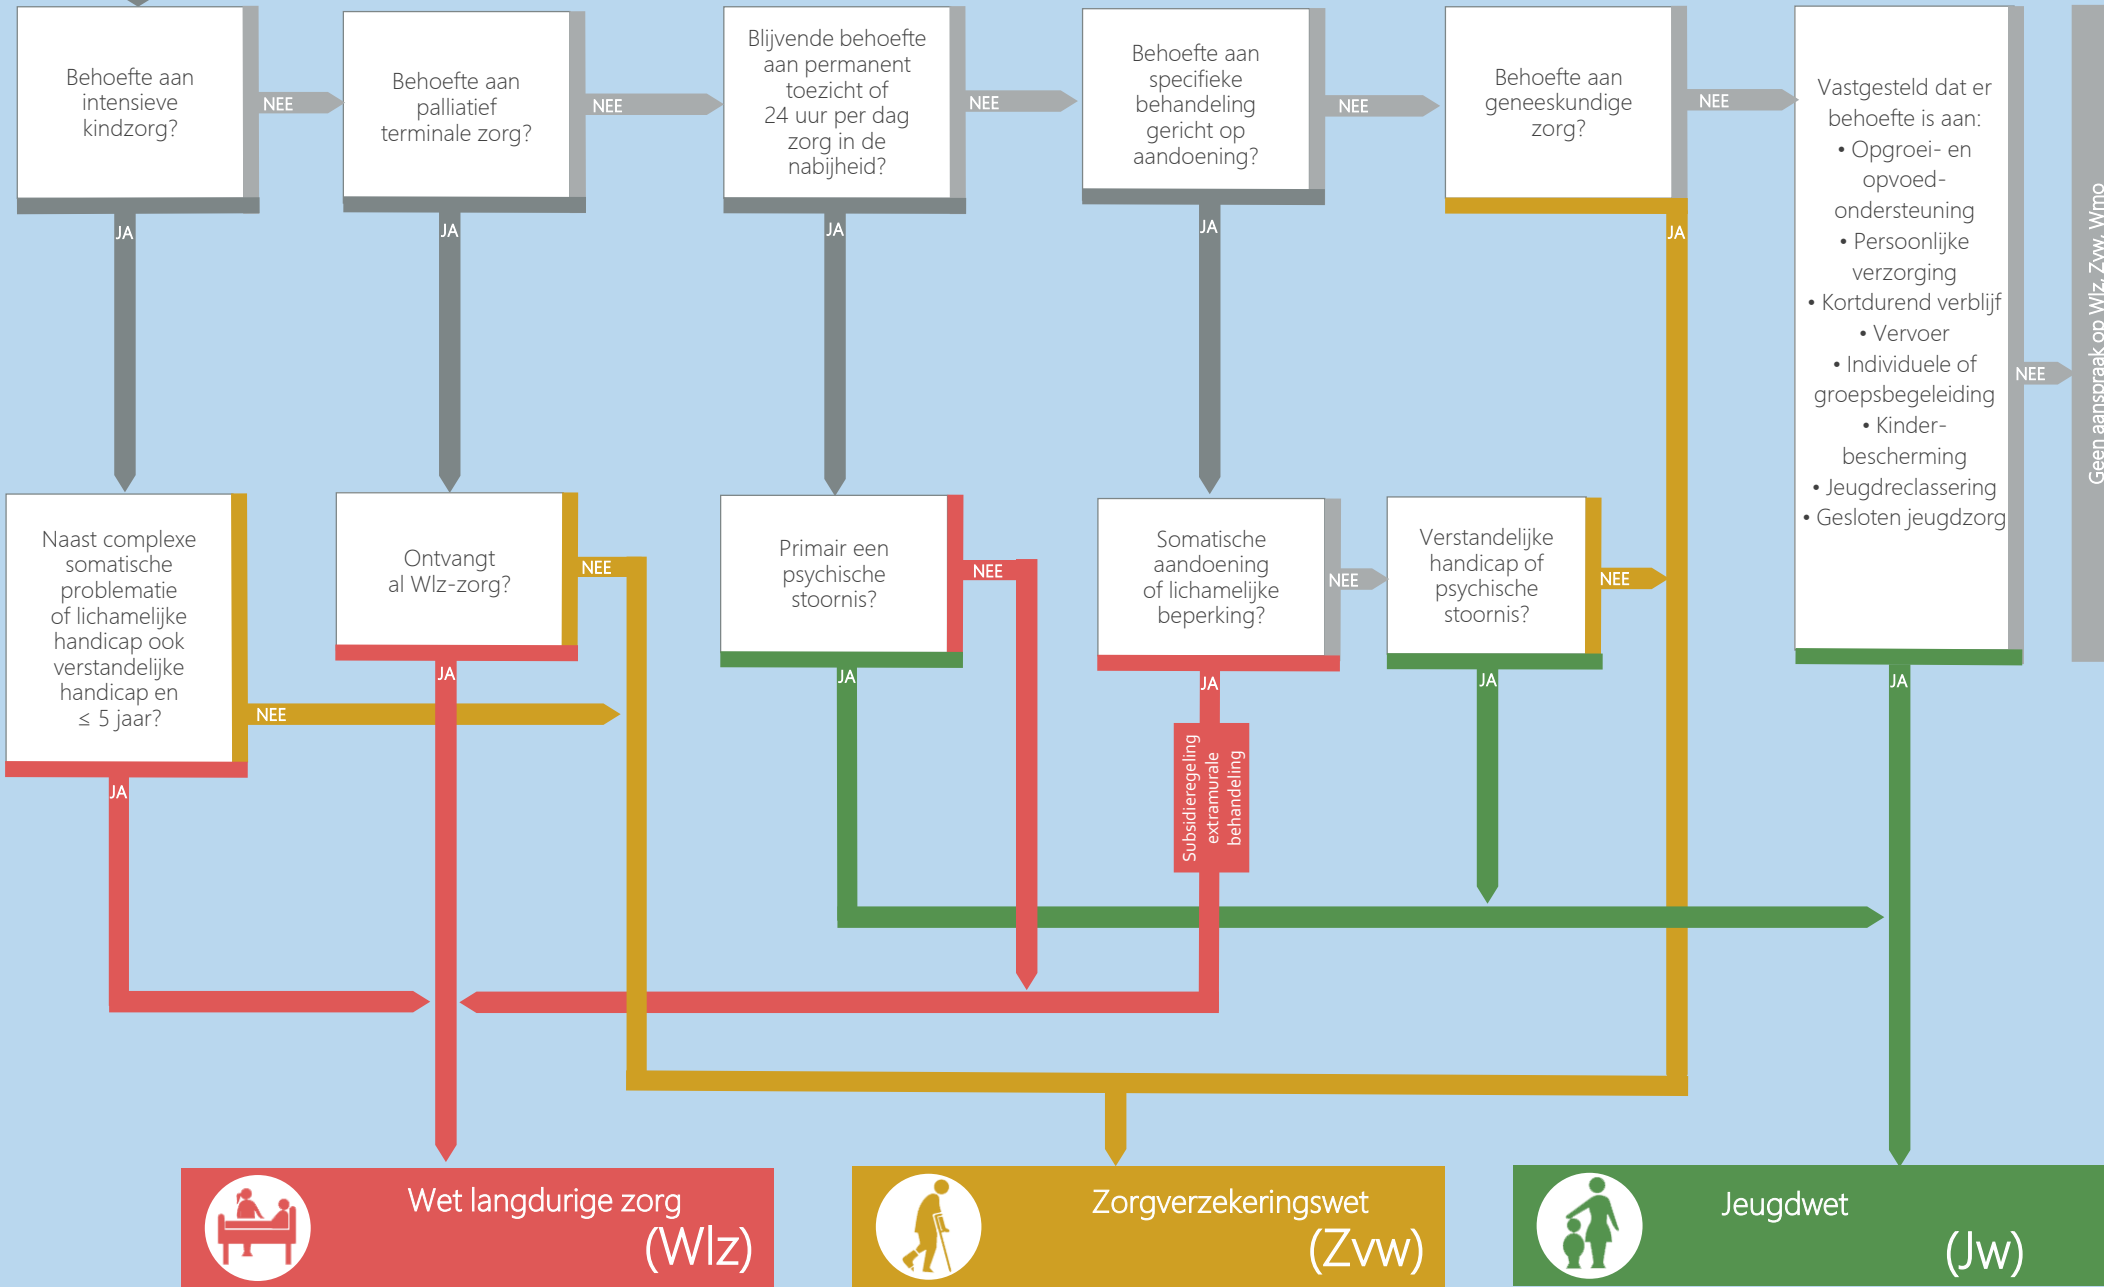 Behoefte aan
intensieve
kindzorg?
NEE
JA
Behoefte aan
palliatief
terminale zorg?
NEE
JA
Blijvende behoefte
aan permanent
toezicht of
24 uur per dag
zorg in de
nabijheid?
NEE
JA
Behoefte aan
specifieke
behandeling
gericht op
aandoening?
NEE
JA
Behoefte aan
geneeskundige
zorg?
NEE
JA
Vastgesteld dat er
behoefte is aan:
• Opgroei- en
opvoed-
ondersteuning
• Persoonlijke
verzorging
• Kortdurend verblijf
• Vervoer
• Individuele of
groepsbegeleiding
• Kinder-
bescherming
• Jeugdreclassering
• Gesloten jeugdzorg
NEE
JA
Geen aanspraak op Wlz, Zvw, Wmo
Naast complexe
somatische
problematie
of lichamelijke
handicap ook
verstandelijke
handicap en
≤ 5 jaar?
NEE
JA
Ontvangt
al Wlz-zorg?
NEE
JA
Primair een
psychische
stoornis?
NEE
JA
Somatische
aandoening
of lichamelijke
beperking?
NEE
JA
Subsidieregeling
extramurale
behandeling
Verstandelijke
handicap of
psychische
stoornis?
NEE
JA
Wet langdurige zorg
(Wlz)
Zorgverzekeringswet
(Zvw)
Jeugdwet
(Jw)